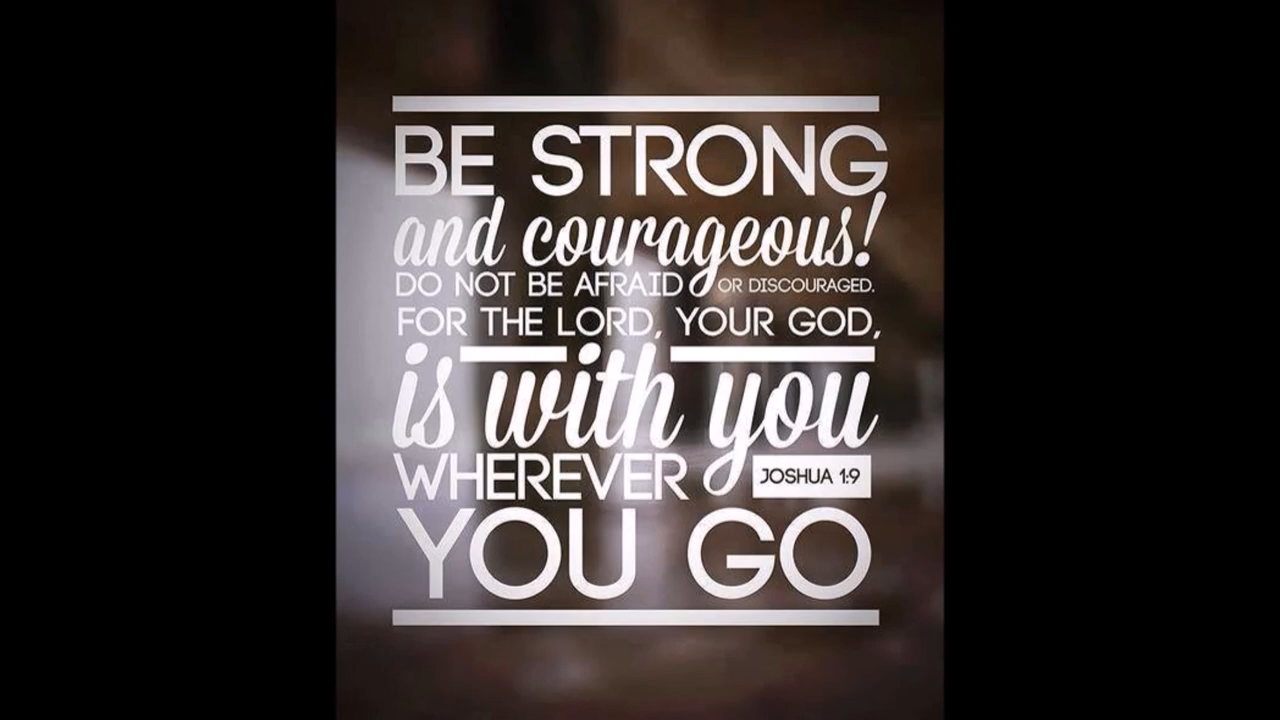 BE STRONG
and courageous!
DO NOT BE AFRAID OR DISCOURAGED.
FOR THE LORD, YOUR GOD,
is with you
WHEREVER JOSHUA 1:9
YOU GO